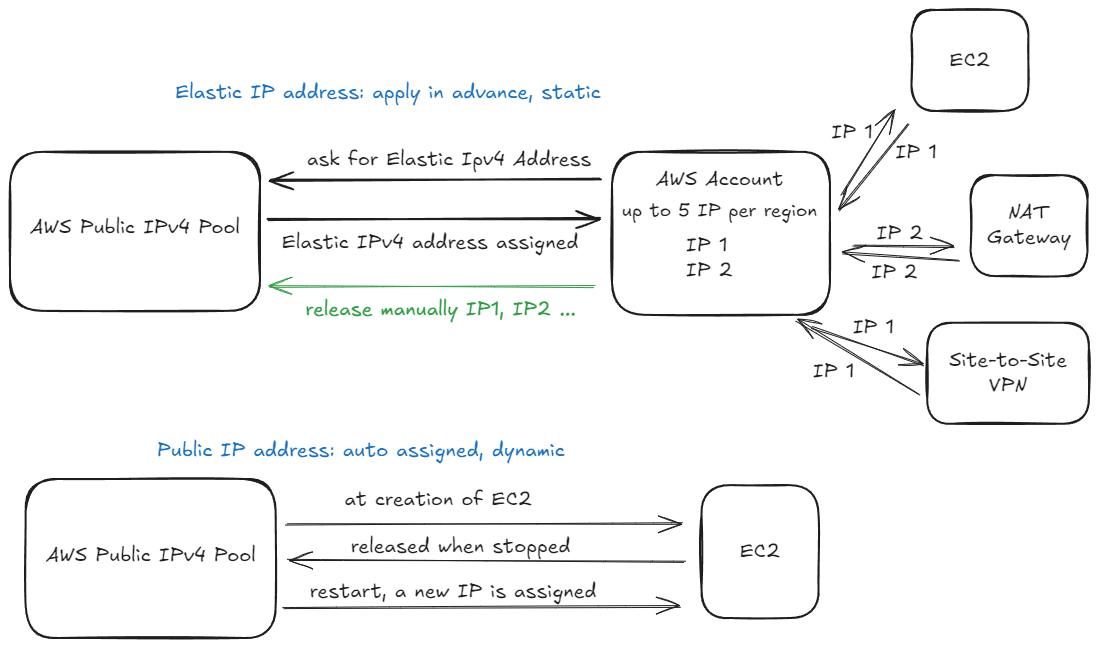 EC2
Elastic IP address: apply in advance, static
IP 1
IP 1
ask for Elastic Ipv4 Address
AWS Account
up to 5 IP per region
IP 1
IP 2
AWS Public IPv4 Pool
Elastic IPv4 address assigned
NAT
Gateway
IP 2
IP 2
release manually IP1, IP2 ...
IP 1
IP 1
Site-to-Site
VPN
Public IP address: auto assigned, dynamic
at creation of EC2
AWS Public IPv4 Pool
released when stopped
EC2
restart, a new IP is assigned